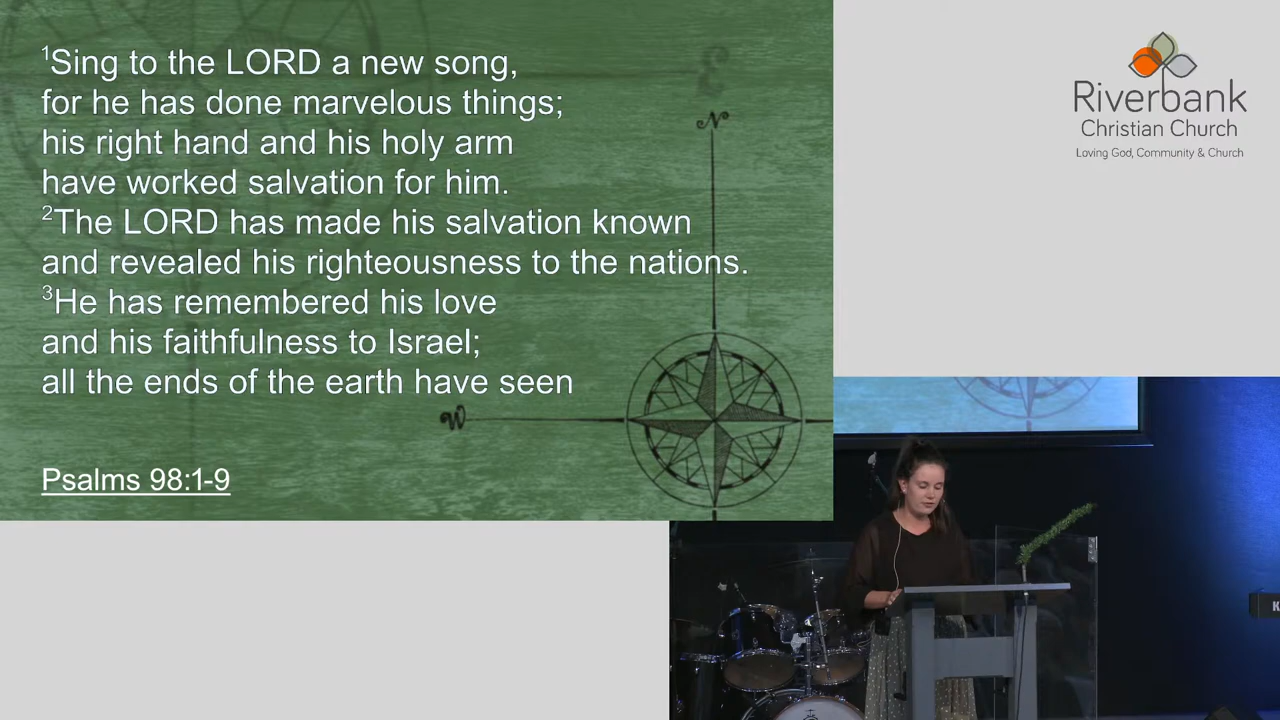 ¹Sing to the LORD a new song,
for he has done marvelous things;
his right hand and his holy arm
have worked salvation for him.
²The LORD has made his salvation known
and revealed his righteousness to the nations.
³He has remembered his love
and his faithfulness to Israel;
all the ends of the earth have seen
Psalms 98:1-9
N
W
Riverbank
Christian Church
Loving God, Community & Church
K